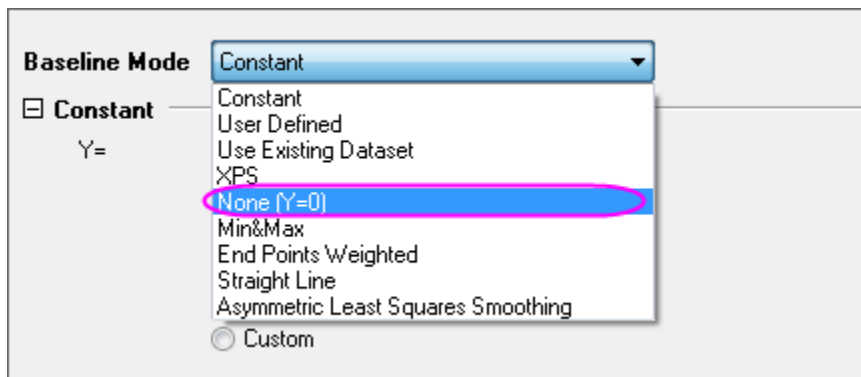 Baseline Mode Constant
Constant
Constant
Y=
User Defined
Use Existing Dataset
XPS
None (Y=0)
Min&Max
End Points Weighted
Straight Line
Asymmetric Least Squares Smoothing
Custom